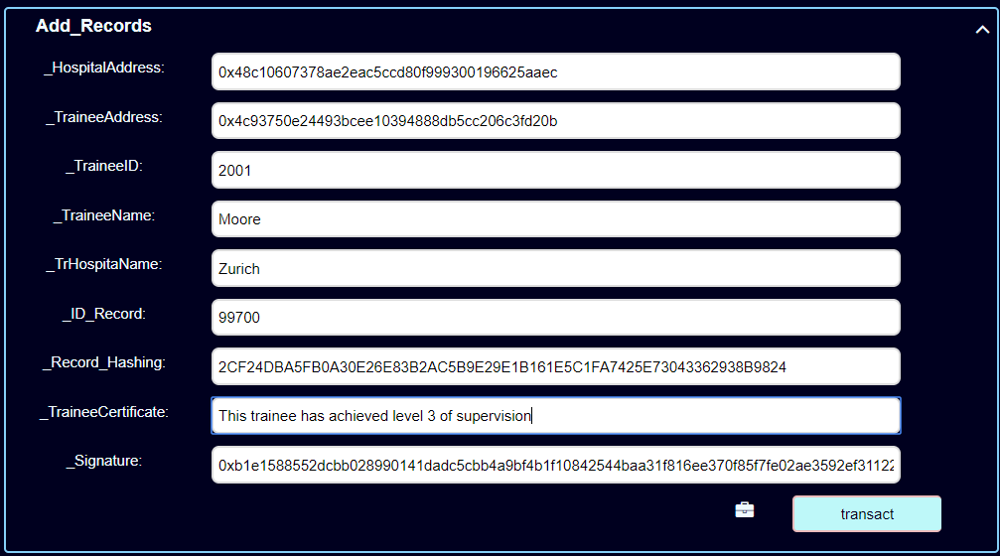 Add_Records
_HospitalAddress: 0x48c10607378ae2eac5ccd80f999300196625aaec
_TraineeAddress: 0x4c93750e24493bcee10394888db5cc206c3fd20b
_TraineeID: 2001
_TraineeName: Moore
_TrHospitaName: Zurich
_ID_Record: 99700
_Record_Hashing: 2CF24DBA5FB0A30E26E83B2AC5B9E29E1B161E5C1FA7425E73043362938B9824
_TraineeCertificate: This trainee has achieved level 3 of supervision
_Signature: 0xb1e1588552dcbb028990141dadc5cbb4a9bf4b1f10842544baa31f816ee370f85f7fe02ae3592ef31122
transact